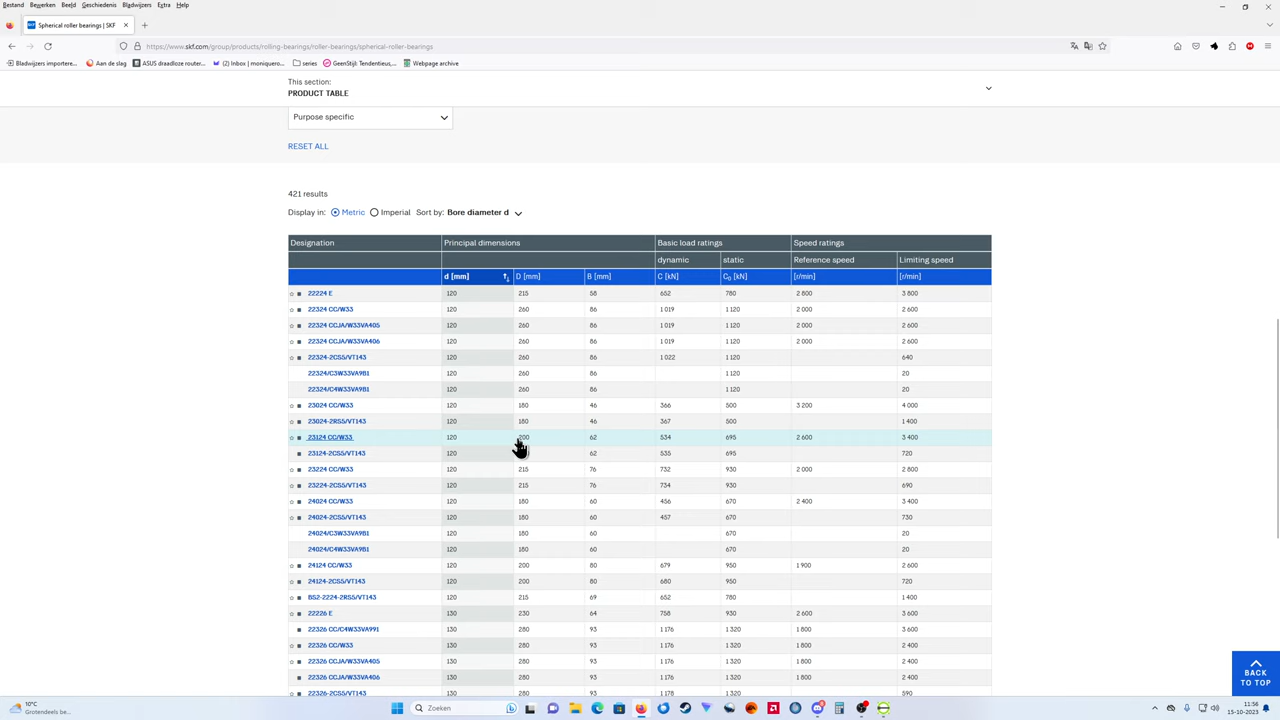 Bestand Bewerken Beeld Geschiedenis Bladwijzers Extra Help
Spherical roller bearings | SKF
https://www.skf.com/group/products/rolling-bearings/roller-bearings/spherical-roller-bearings
Bladwijzers importere... Aan de slag ASUS draadloze router... (2) Inbox | moniquero... series GeenStijl: Tendentieus,... Webpage archive
This section:
PRODUCT TABLE
Purpose specific
RESET ALL
421 results
Display in: Metric Imperial Sort by: Bore diameter d
Designation Principal dimensions Basic load ratings Speed ratings
dynamic static Reference speed Limiting speed
d [mm] D [mm] B [mm] C [kN] C₀ [kN] [r/min] [r/min]
22224 E 120 215 58 652 780 2 800 3 800
22324 CC/W33 120 260 86 1 019 1 120 2 000 2 600
22324 CCJA/W33VA405 120 260 86 1 019 1 120 2 000 2 600
22324 CCJA/W33VA406 120 260 86 1 019 1 120 2 000 2 600
22324-2CS5/VT143 120 260 86 1 022 1 120 640
22324/C3W33VA9B1 120 260 86 1 120 20
22324/C4W33VA9B1 120 260 86 1 120 20
23024 CC/W33 120 180 46 366 500 3 200 4 000
23024-2RS5/VT143 120 180 46 367 500 1 400
23124 CC/W33 120 200 62 534 695 2 600 3 400
23124-2CS5/VT143 120 62 535 695 720
23224 CC/W33 120 215 76 732 930 2 000 2 800
23224-2CS5/VT143 120 215 76 734 930 690
24024 CC/W33 120 180 60 456 670 2 400 3 400
24024-2CS5/VT143 120 180 60 457 670 730
24024/C3W33VA9B1 120 180 60 670 20
24024/C4W33VA9B1 120 180 60 670 20
24124 CC/W33 120 200 80 679 950 1 900 2 600
24124-2CS5/VT143 120 200 80 680 950 720
BS2-2224-2RS5/VT143 120 215 69 652 780 1 400
22226 E 130 230 64 758 930 2 600 3 600
22326 CC/C4W33VA991 130 280 93 1 176 1 320 1 800 3 600
22326 CC/W33 130 280 93 1 176 1 320 1 800 2 400
22326 CCJA/W33VA405 130 280 93 1 176 1 320 1 800 2 400
22326 CCJA/W33VA406 130 280 93 1 176 1 320 1 800 2 400
22326-2CS5/VT143 130 280 93 1 178 1 320 590
BACK
TO TOP
10°C
Grotendeels be...
Zoeken
11:56
15-10-2023